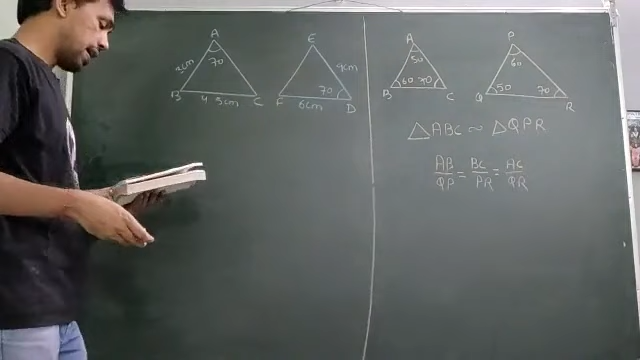 A
70
3cm
B
4.5cm
C
E
4cm
70
F
6cm
D
A
50
60
70
B
C
P
60
50
70
Q
R
△ABC ~ △QPR
AB/QP = BC/PR = AC/QR